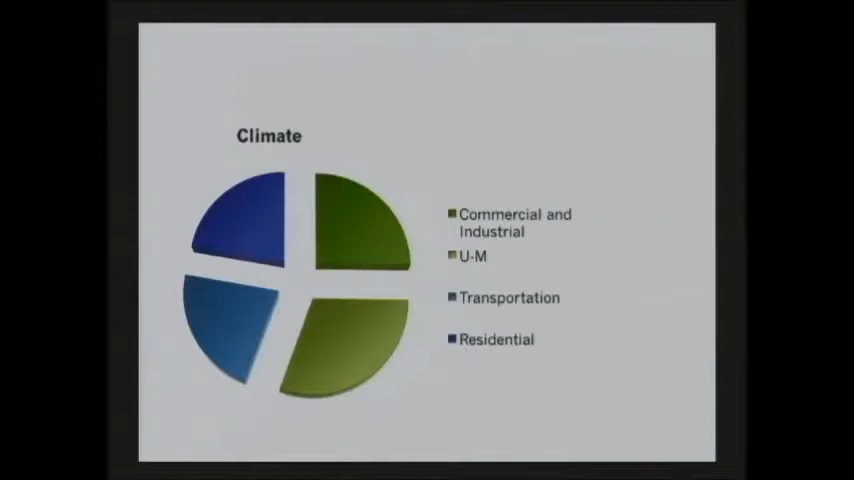 Climate
Commercial and
Industrial
U-M
Transportation
Residential